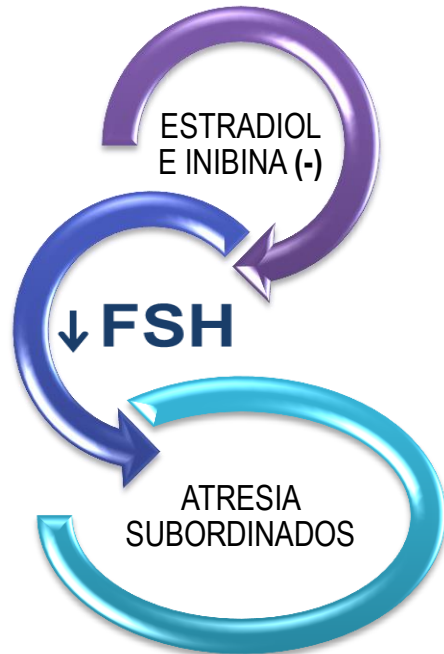 ESTRADIOL
E INIBINA (-)
↓ FSH
ATRESIA
SUBORDINADOS